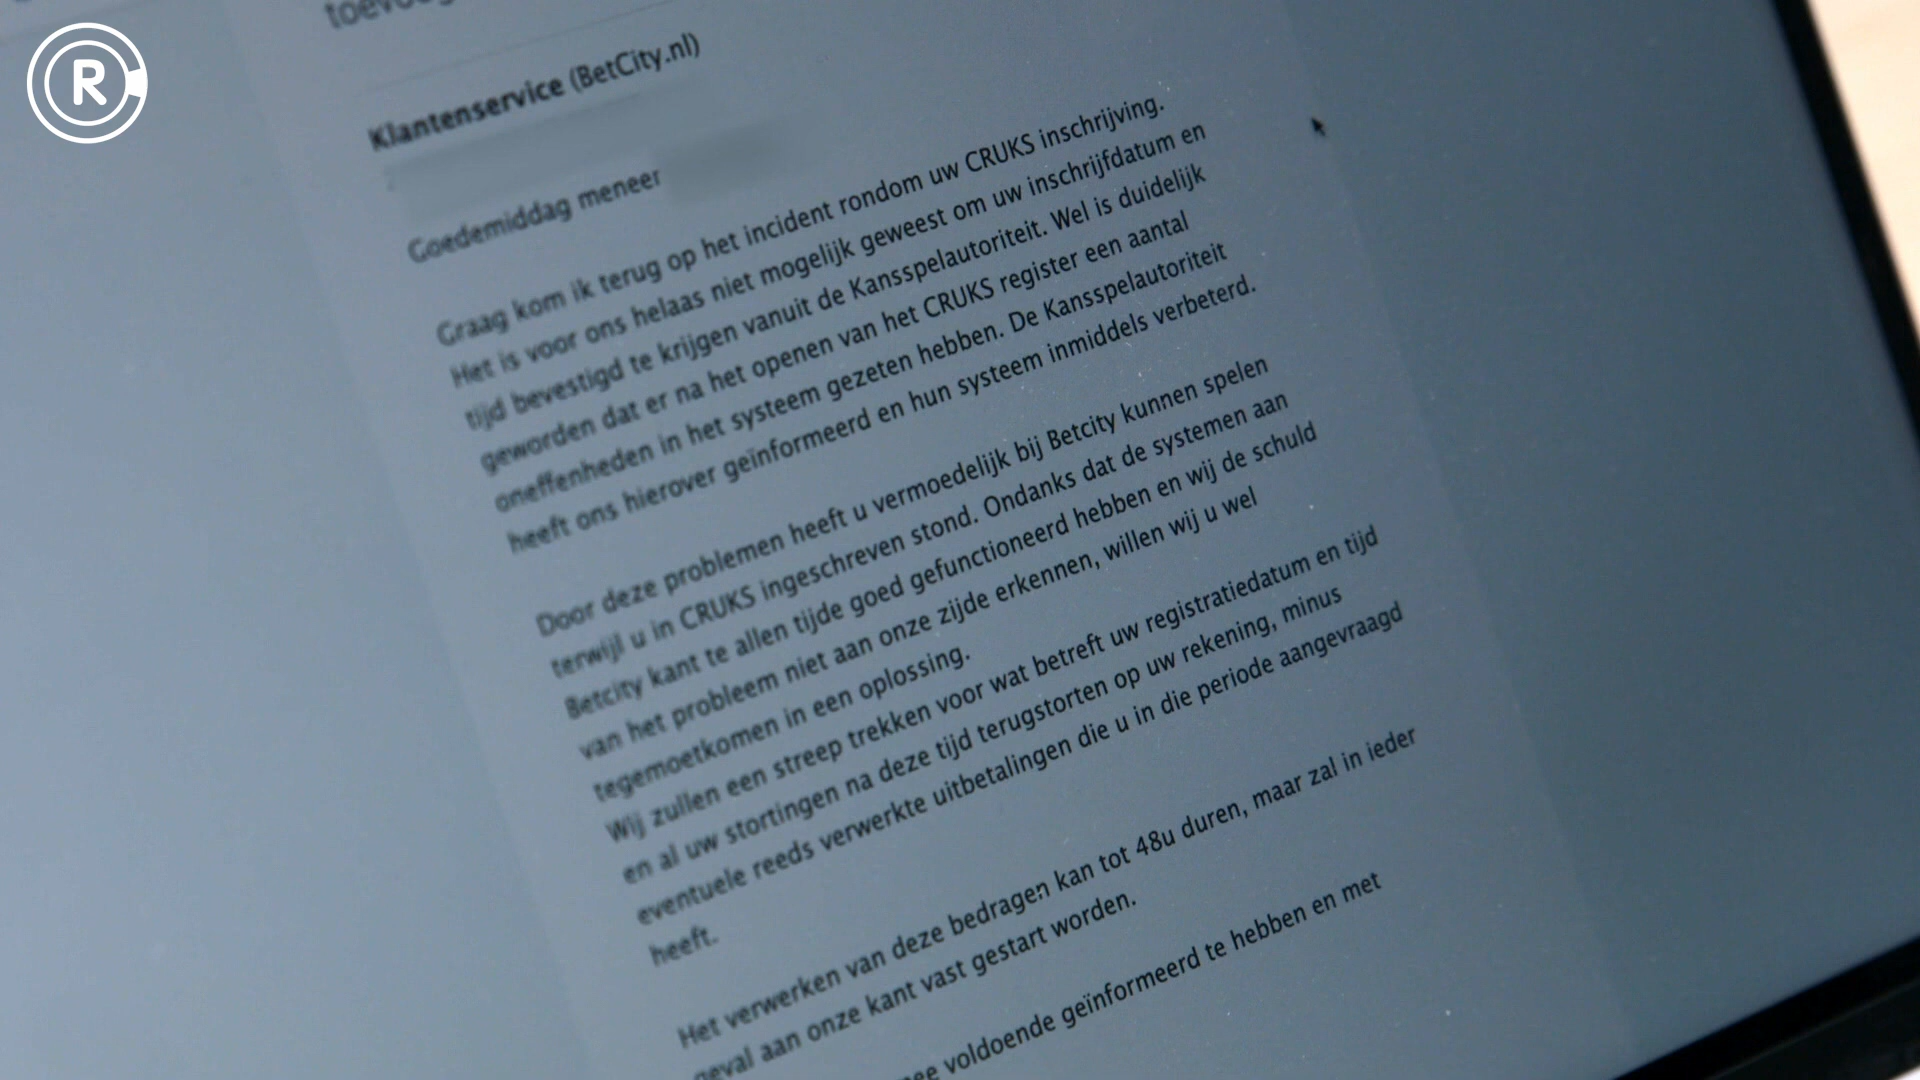 R
Klantenservice (BetCity.nl)
Goedemiddag meneer
Graag kom ik terug op het incident rondom uw CRUKS inschrijving.
Het is voor ons helaas niet mogelijk geweest om uw inschrijfdatum en
tijd bevestigd te krijgen vanuit de Kansspelautoriteit. Wel is duidelijk
geworden dat er na het openen van het CRUKS register een aantal
oneffenheden in het systeem gezeten hebben. De Kansspelautoriteit
heeft ons hierover geïnformeerd en hun systeem inmiddels verbeterd.
Door deze problemen heeft u vermoedelijk bij Betcity kunnen spelen
terwijl u in CRUKS ingeschreven stond. Ondanks dat de systemen aan
Betcity kant te allen tijde goed gefunctioneerd hebben en wij de schuld
van het probleem niet aan onze zijde erkennen, willen wij u wel
tegemoetkomen in een oplossing.
Wij zullen een streep trekken voor wat betreft uw registratiedatum en tijd
en al uw stortingen na deze tijd terugstorten op uw rekening, minus
eventuele reeds verwerkte uitbetalingen die u in die periode aangevraagd
heeft.
Het verwerken van deze bedragen kan tot 48u duren, maar zal in ieder
geval aan onze kant vast gestart worden.
voldoende geïnformeerd te hebben en met